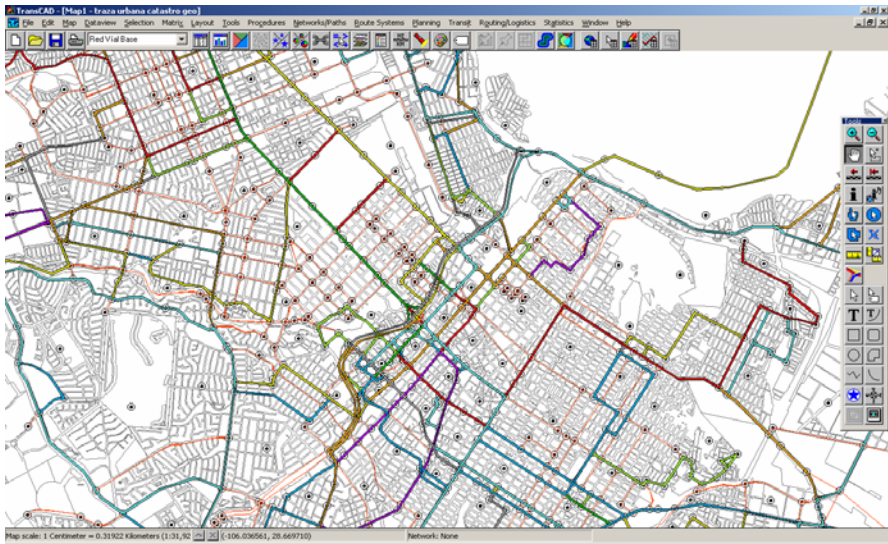 TransCAD - [Map1 - traza urbana catastro geo]
File Edit Map Dataview Selection Matrix Layout Tools Procedures Networks/Paths Route Systems Planning Transit Routing/Logistics Statistics Window Help
Red Vial Base
Tools
Map scale: 1 Centimeter = 0.31922 Kilometers (1:31,92
(-106.036561, 28.669710)
Network: None